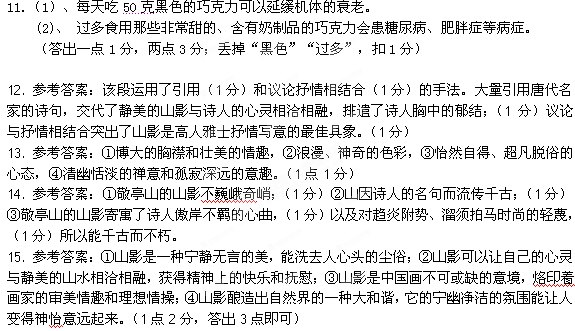 11.（1）、每天吃 50 克黑色的巧克力可以延缓机体的衰老。
（2）、 过多食用那些非常甜的、含有奶制品的巧克力会患糖尿病、肥胖症等病症。
（答出一点 1 分，两点 3 分；丢掉“黑色”“过多”，扣 1 分）
12. 参考答案：该段运用了引用（1 分）和议论抒情相结合（1 分）的手法。大量引用唐代名
家的诗句，交代了静美的山影与诗人的心灵相洽相融，排遣了诗人胸中的郁结；（1 分）议论
与抒情相结合突出了山影是高人雅士抒情写意的最佳具象。（1 分）
13. 参考答案：①博大的胸襟和壮美的情趣，②浪漫、神奇的色彩，③怡然自得、超凡脱俗的
心态，④清幽恬淡的禅意和孤寂深远的意趣。（1 点 1 分）
14. 参考答案：①敬亭山的山影不巍峨奇峭；（1 分）②山因诗人的名句而流传千古；（1 分）
③敬亭山的山影寄寓了诗人傲岸不羁的心曲，（1 分）以及对趋炎附势、溜须拍马时尚的轻蔑，
（1 分）所以能千古而不朽。
15. 参考答案：①山影是一种宁静无言的美，能洗去人心头的尘俗；②山影可以让自己的心灵
与静美的山水相洽相融，获得精神上的快乐和抚慰；③山影是中国画不可或缺的意境，烙印着
画家的审美情趣和理想情操；④山影酿造出自然界的一种大和谐，它的宁幽净洁的氛围能让人
变得神怡意远起来。（1 点 2 分，答出 3 点即可）